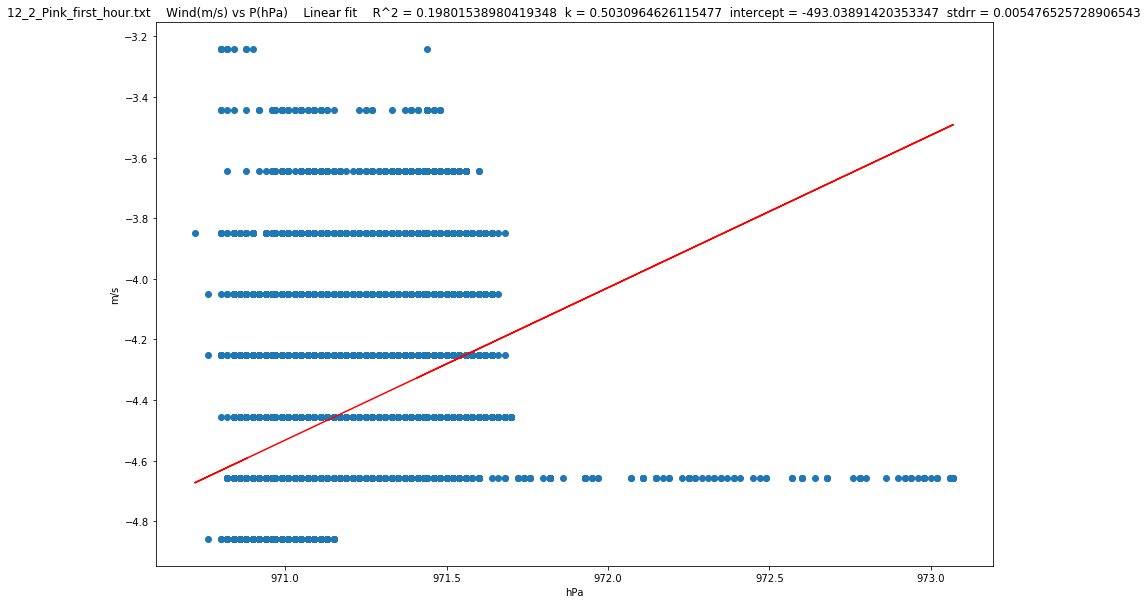 12_2_Pink_first_hour.txt    Wind(m/s) vs P(hPa)    Linear fit    R^2 = 0.19801538980419348  k = 0.5030964626115477  intercept = -493.03891420353347  stdrr = 0.005476525728906543
−3.2
−3.4
−3.6
−3.8
−4.0
−4.2
−4.4
−4.6
−4.8
m/s
971.0 971.5 972.0 972.5 973.0
hPa